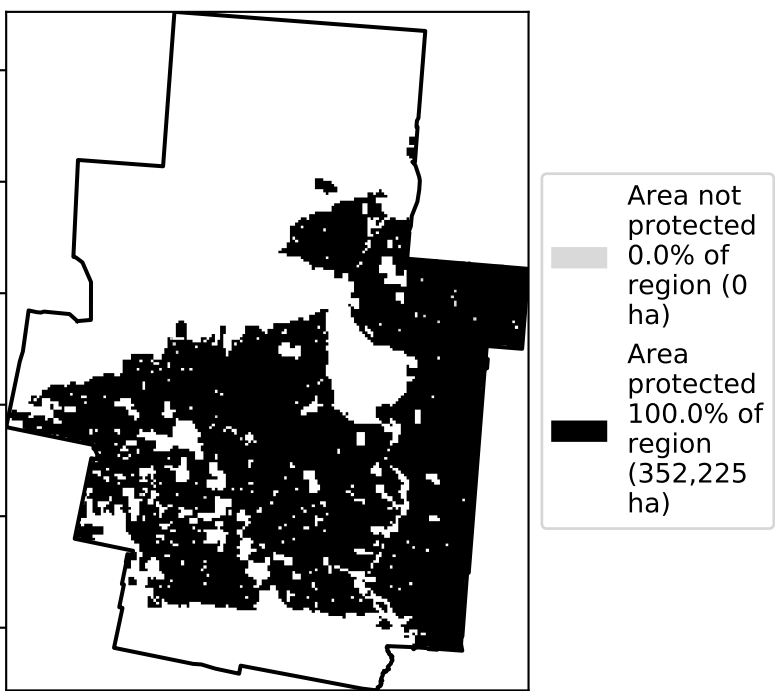 Area not
protected
0.0% of
region (0
ha)
Area
protected
100.0% of
region
(352,225
ha)